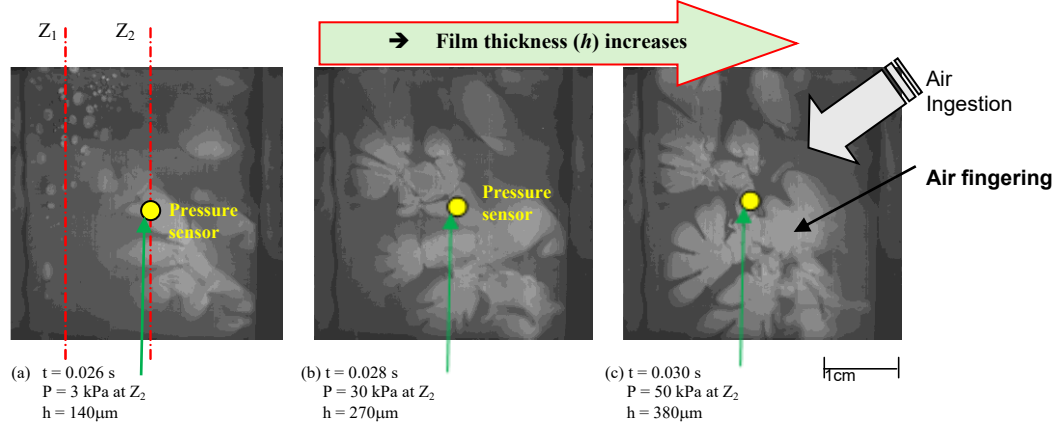 Z₁ Z₂
➔ Film thickness (h) increases
Air
Ingestion
Air fingering
Pressure
sensor
Pressure
sensor
(a) t = 0.026 s
P = 3 kPa at Z₂
h = 140μm
(b) t = 0.028 s
P = 30 kPa at Z₂
h = 270μm
(c) t = 0.030 s
P = 50 kPa at Z₂
h = 380μm
1cm